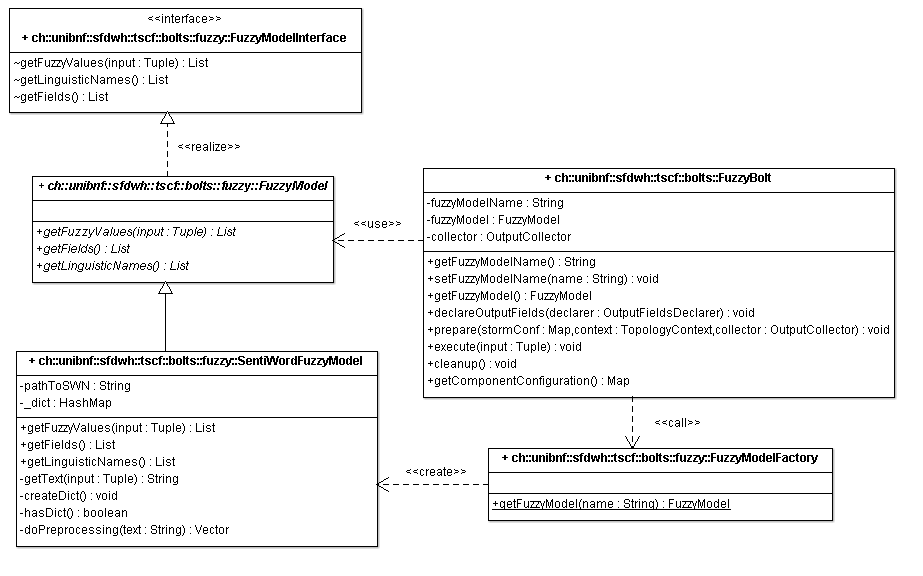 <<interface>>
+ ch::unibnf::sfdwh::tscf::bolts::fuzzy::FuzzyModelInterface
~getFuzzyValues(input : Tuple) : List
~getLinguisticNames() : List
~getFields() : List
<<realize>>
+ ch::unibnf::sfdwh::tscf::bolts::fuzzy::FuzzyModel
+getFuzzyValues(input : Tuple) : List
+getFields() : List
+getLinguisticNames() : List
<<use>>
+ ch::unibnf::sfdwh::tscf::bolts::FuzzyBolt
-fuzzyModelName : String
-fuzzyModel : FuzzyModel
-collector : OutputCollector
+getFuzzyModelName() : String
+setFuzzyModelName(name : String) : void
+getFuzzyModel() : FuzzyModel
+declareOutputFields(declarer : OutputFieldsDeclarer) : void
+prepare(stormConf : Map,context : TopologyContext,collector : OutputCollector) : void
+execute(input : Tuple) : void
+cleanup() : void
+getComponentConfiguration() : Map
+ ch::unibnf::sfdwh::tscf::bolts::fuzzy::SentiWordFuzzyModel
-pathToSWN : String
-_dict : HashMap
+getFuzzyValues(input : Tuple) : List
+getFields() : List
+getLinguisticNames() : List
-getText(input : Tuple) : String
-createDict() : void
-hasDict() : boolean
-doPreprocessing(text : String) : Vector
<<call>>
<<create>>
+ ch::unibnf::sfdwh::tscf::bolts::fuzzy::FuzzyModelFactory
+getFuzzyModel(name : String) : FuzzyModel